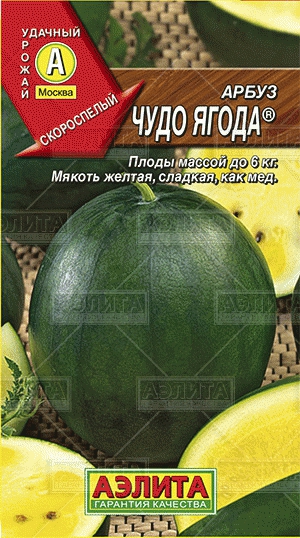 УДАЧНЫЙ
УРОЖАЙ
А
Москва
СКОРОСПЕЛЫЙ
АРБУЗ
ЧУДО ЯГОДА®
Плоды массой до 6 кг.
Мякоть желтая, сладкая, как мед.
АЭЛИТА
ГАРАНТИЯ КАЧЕСТВА